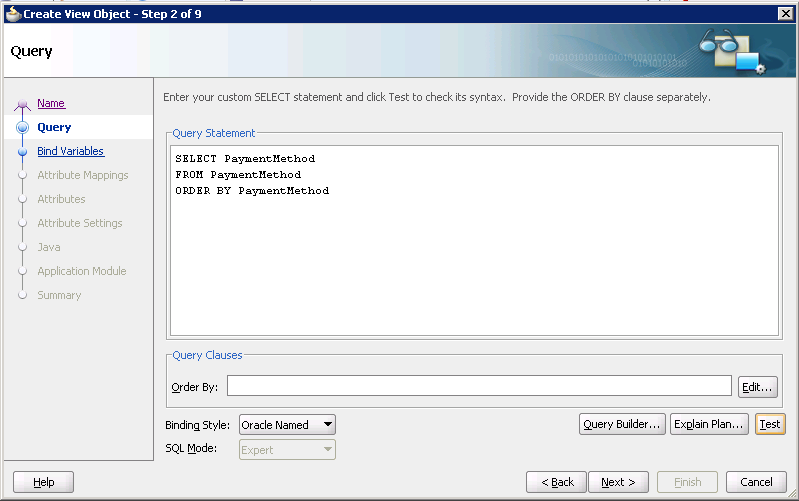 Create View Object - Step 2 of 9
Query
Name
Query
Bind Variables
Attribute Mappings
Attributes
Attribute Settings
Java
Application Module
Summary
Enter your custom SELECT statement and click Test to check its syntax.  Provide the ORDER BY clause separately.
Query Statement
SELECT PaymentMethod
FROM PaymentMethod
ORDER BY PaymentMethod
Query Clauses
Order By:
Edit...
Binding Style: Oracle Named
Query Builder... Explain Plan... Test
SQL Mode: Expert
Help < Back Next > Finish Cancel